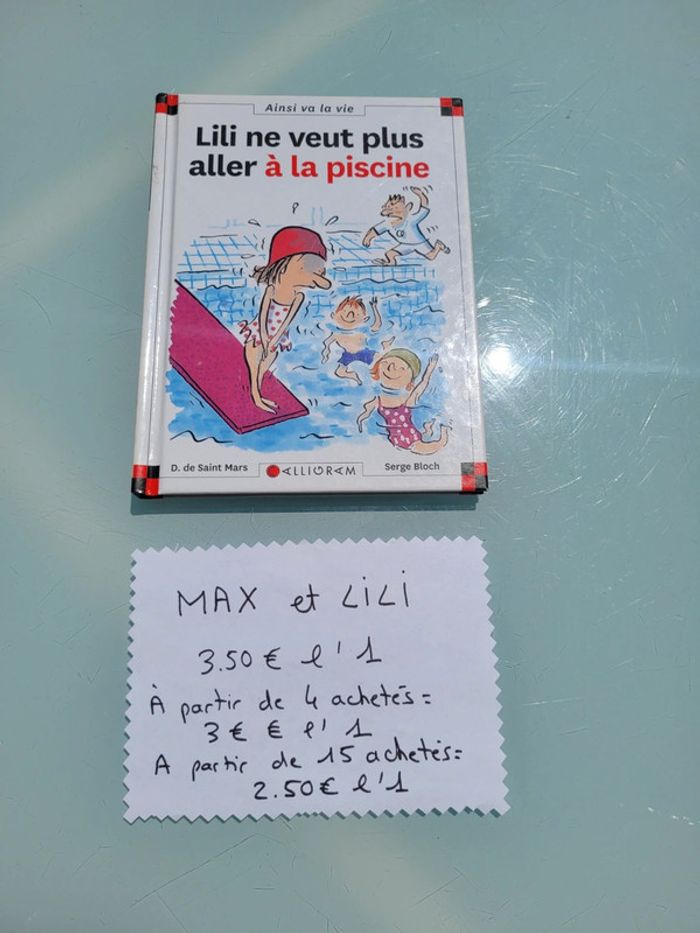 Ainsi va la vie
Lili ne veut plus
aller à la piscine
D. de Saint Mars
CALLIGRAM
Serge Bloch
MAX et LiLi
3.50 € l'1
À partir de 4 achetés =
3 € € l' 1
A partir de 15 achetés =
2.50 € l'1